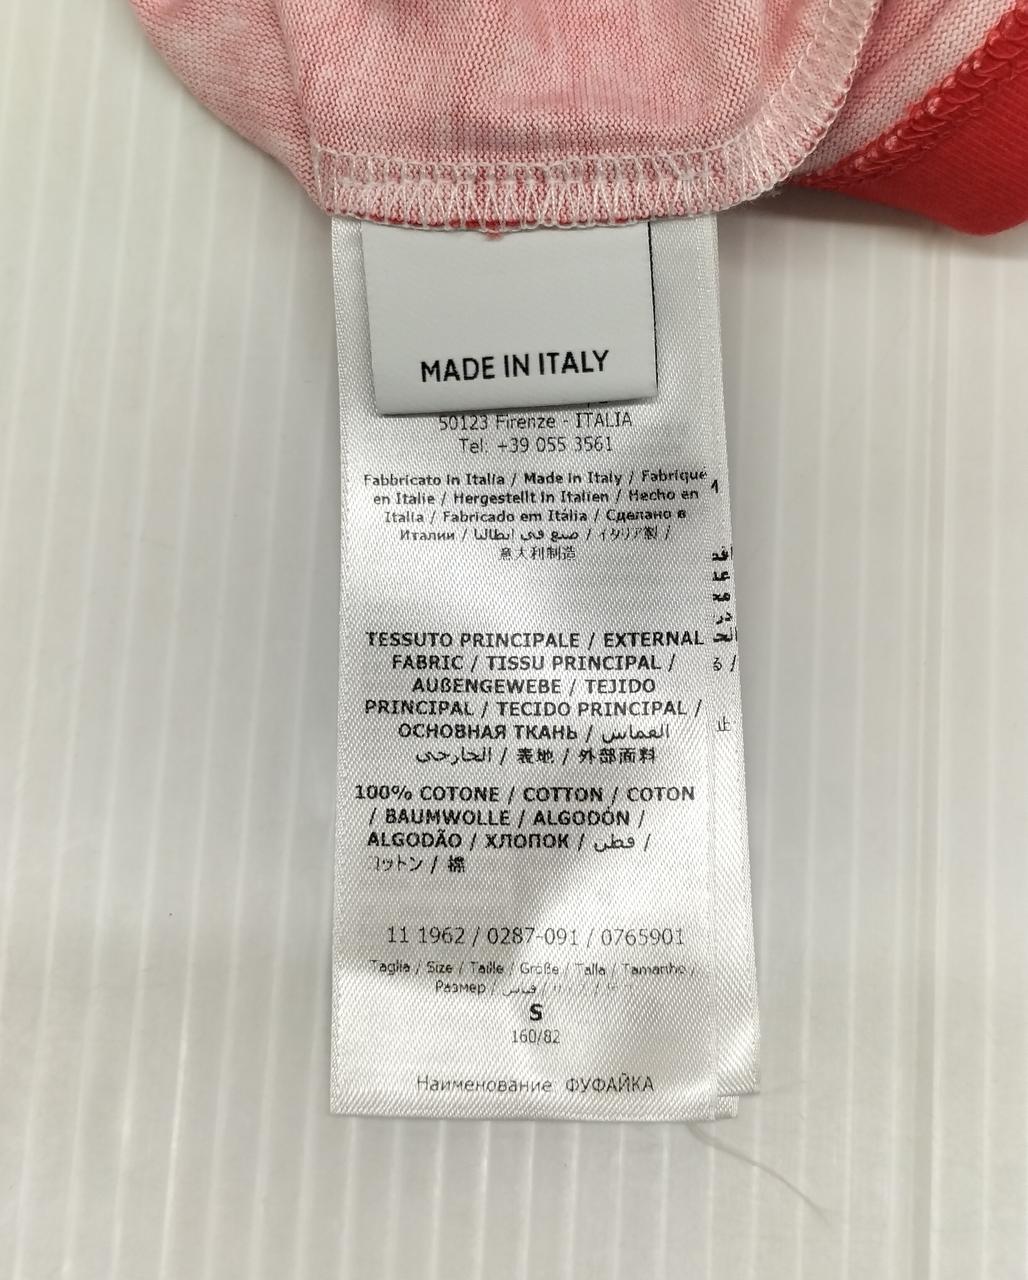 MADE IN ITALY
50123 Firenze - ITALIA
Tel: +39 055 3561
Fabbricato in Italia / Made in Italy / Fabriqué
en Italie / Hergestellt in Italien / Hecho en
Italia / Fabricado em Itália / Сделано в
Италии / صنع في ايطاليا / イタリア製 /
意大利制造
TESSUTO PRINCIPALE / EXTERNAL
FABRIC / TISSU PRINCIPAL /
AUßENGEWEBE / TEJIDO
PRINCIPAL / TECIDO PRINCIPAL /
ОСНОВНАЯ ТКАНЬ / القماس
الخارجي / 表地 / 外部面料
100% COTONE / COTTON / COTON
/ BAUMWOLLE / ALGODÓN /
ALGODÃO / ХЛОПОК / قطن /
コットン / 棉
11 1962 / 0287-091 / 0765901
Taglia / Size / Taille / Größe / Talla / Tamanho /
Размер / قياس /
S
160/82
Наименование ФУФАЙКА